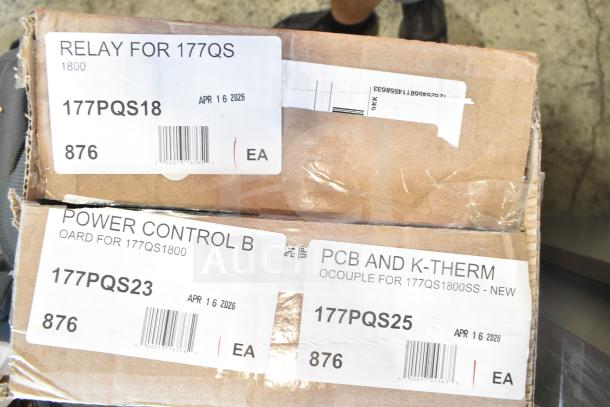 RELAY FOR 177QS
1800
177PQS18
APR 16 2026
876
EA
9KK
POWER CONTROL B
OARD FOR 177QS1800
177PQS23
APR 16 2026
876
EA
PCB AND K-THERM
OCOUPLE FOR 177QS1800SS - NEW
177PQS25
APR 16 2026
876
EA